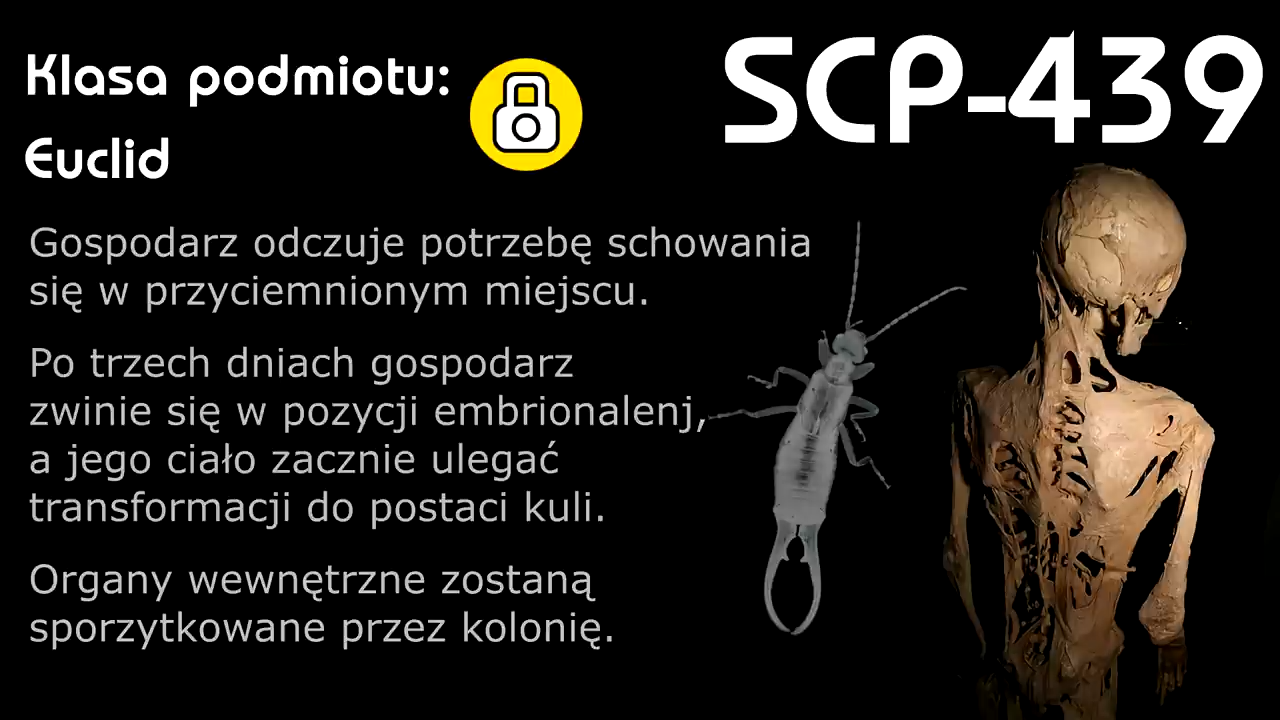 Klasa podmiotu:
Euclid
SCP-439
Gospodarz odczuje potrzebę schowania
się w przyciemnionym miejscu.
Po trzech dniach gospodarz
zwinie się w pozycji embrionalenj,
a jego ciało zacznie ulegać
transformacji do postaci kuli.
Organy wewnętrzne zostaną
sporzytkowane przez kolonię.